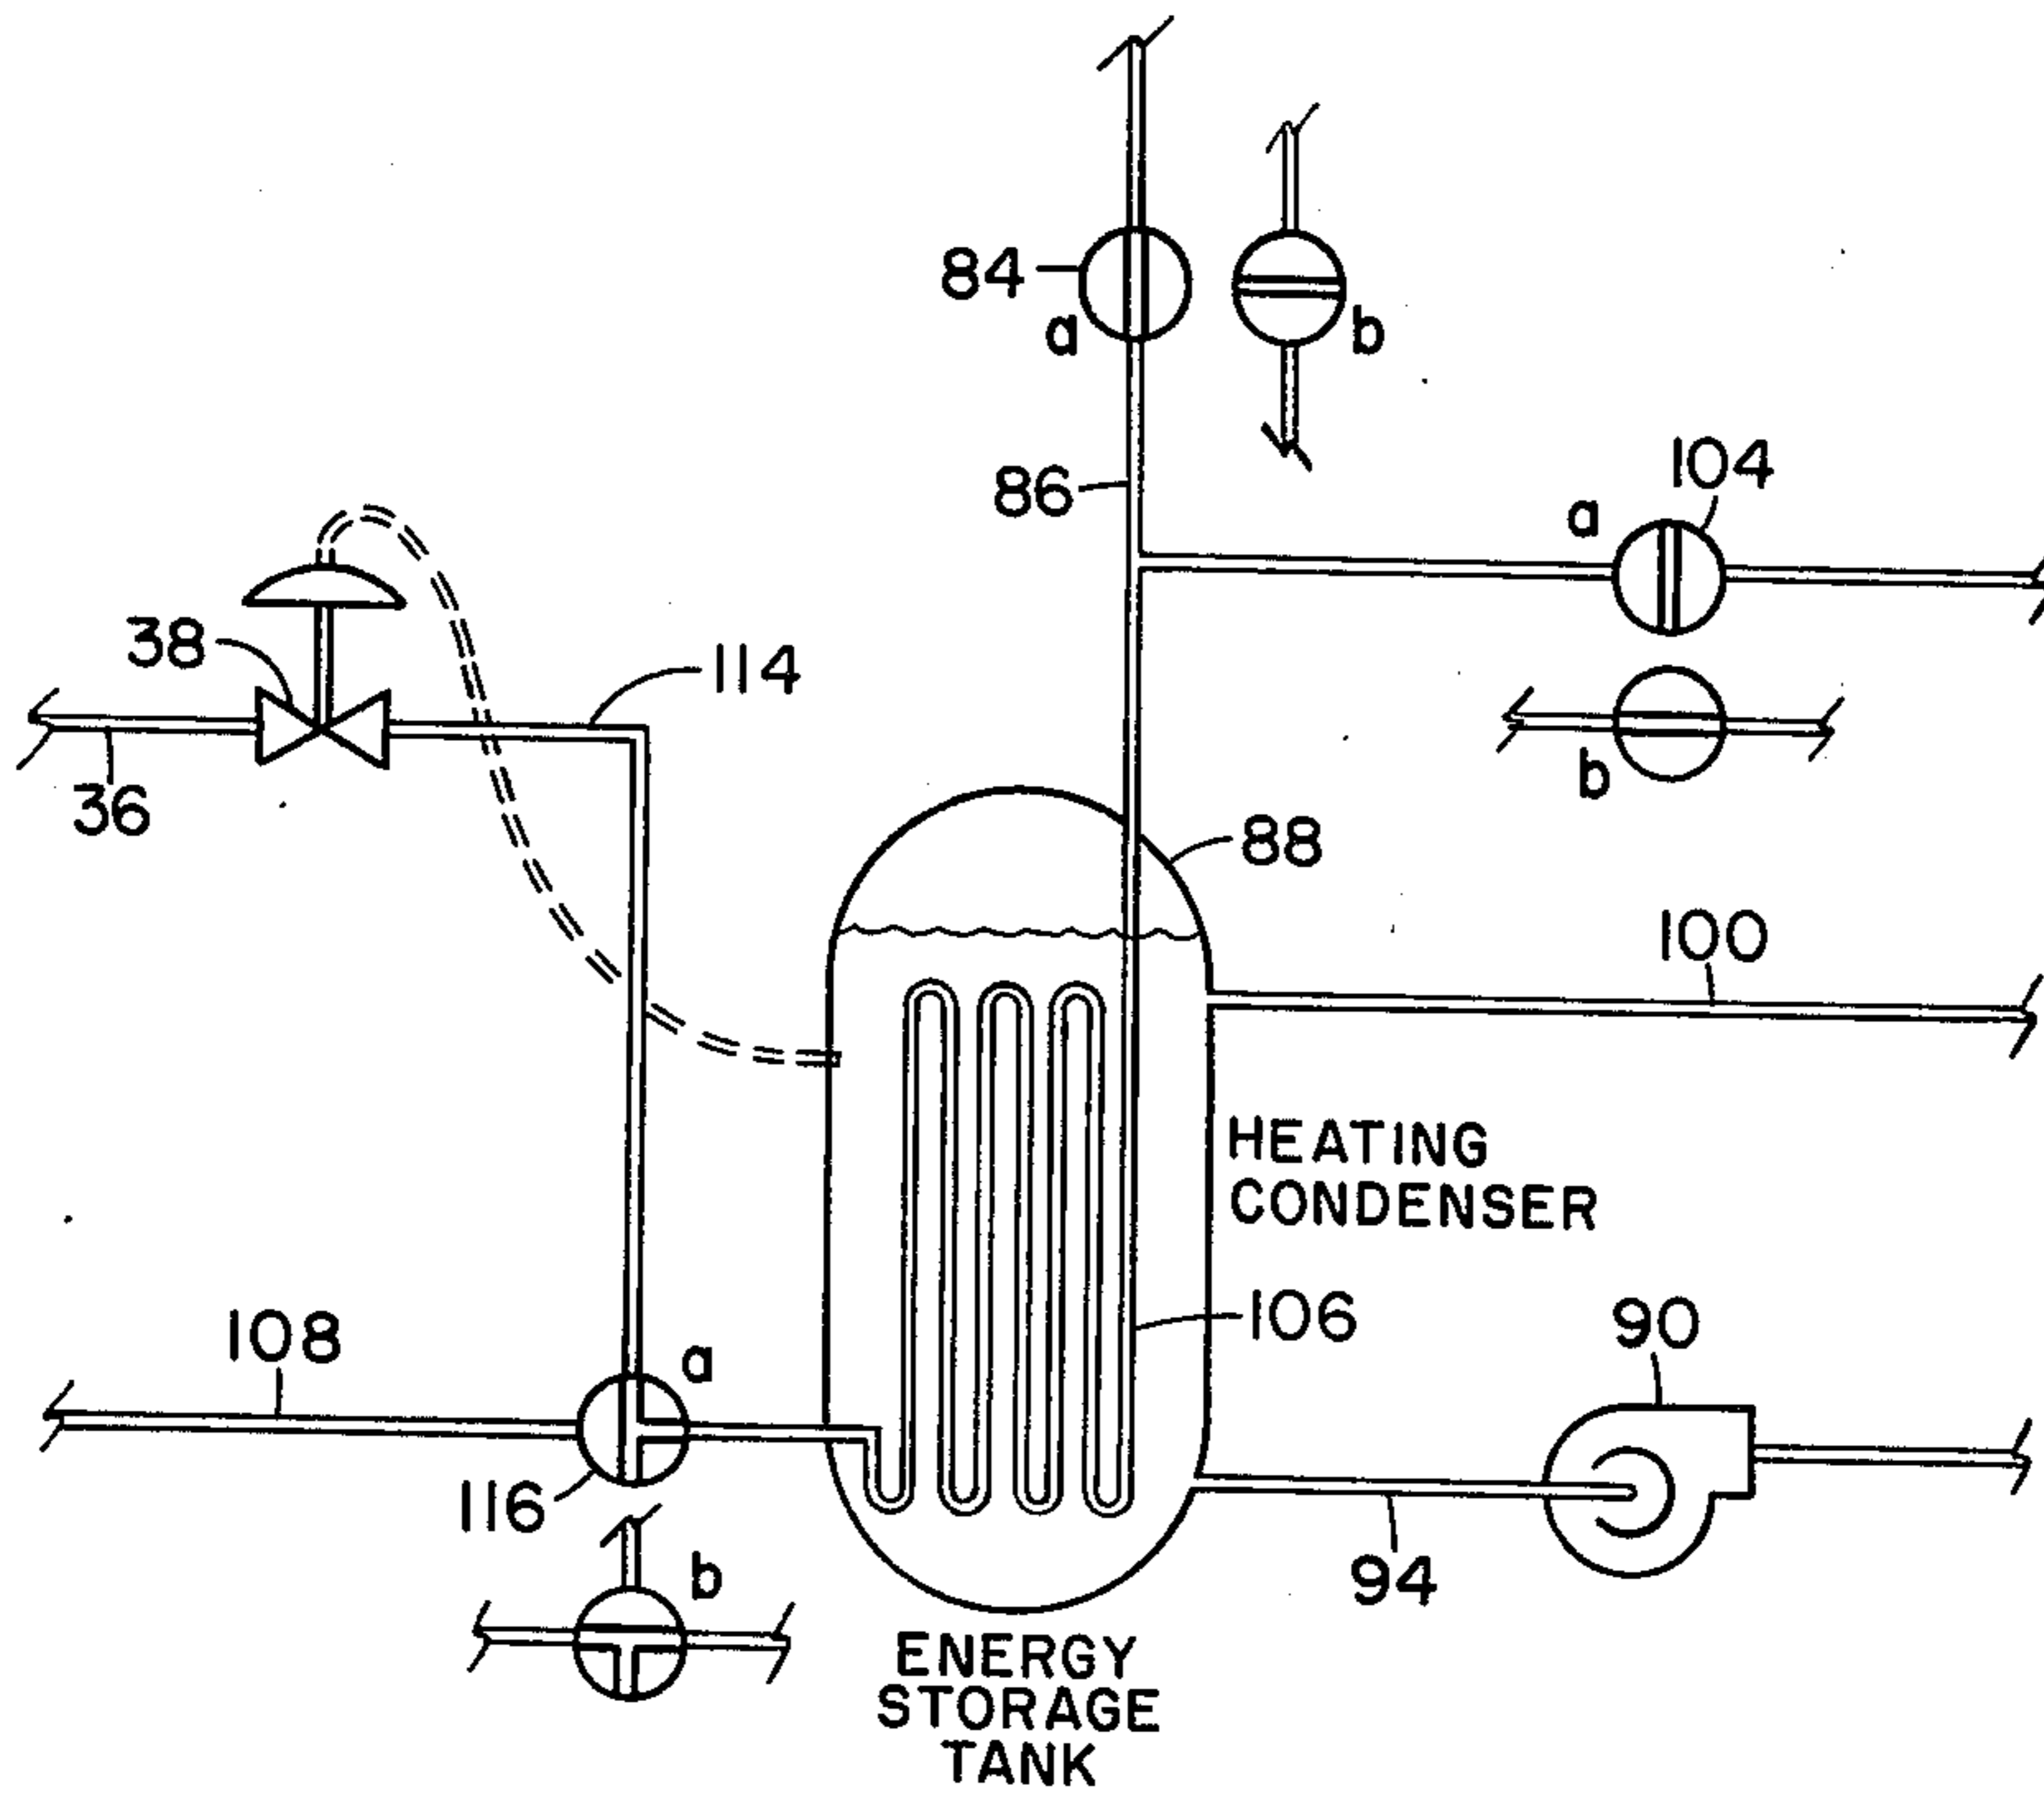 84
a
b
86
104
a
38
114
36
b
88
100
HEATING
CONDENSER
106
90
108
a
116
94
b
ENERGY
STORAGE
TANK